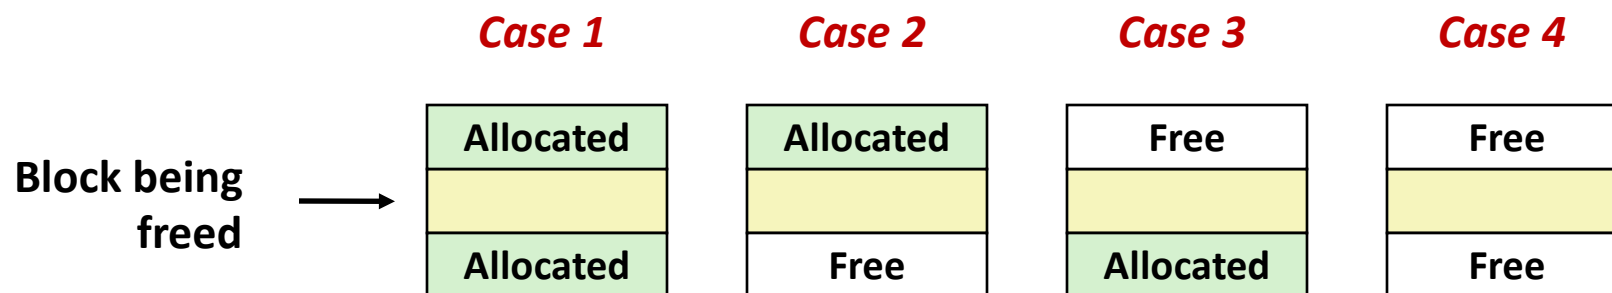 Case 1 Case 2 Case 3 Case 4
Allocated Allocated Free Free
Block being
freed
Allocated Free Allocated Free